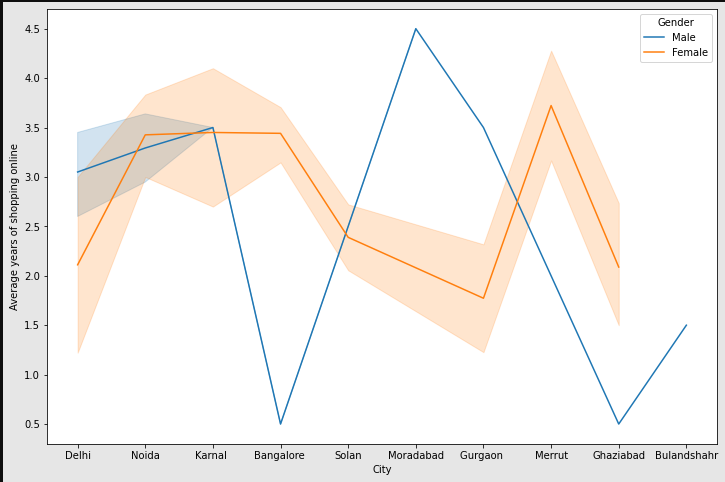 Gender
Male
Female
4.5
4.0
3.5
3.0
2.5
2.0
1.5
1.0
0.5
Average years of shopping online
Delhi Noida Karnal Bangalore Solan Moradabad Gurgaon Merrut Ghaziabad Bulandshahr
City